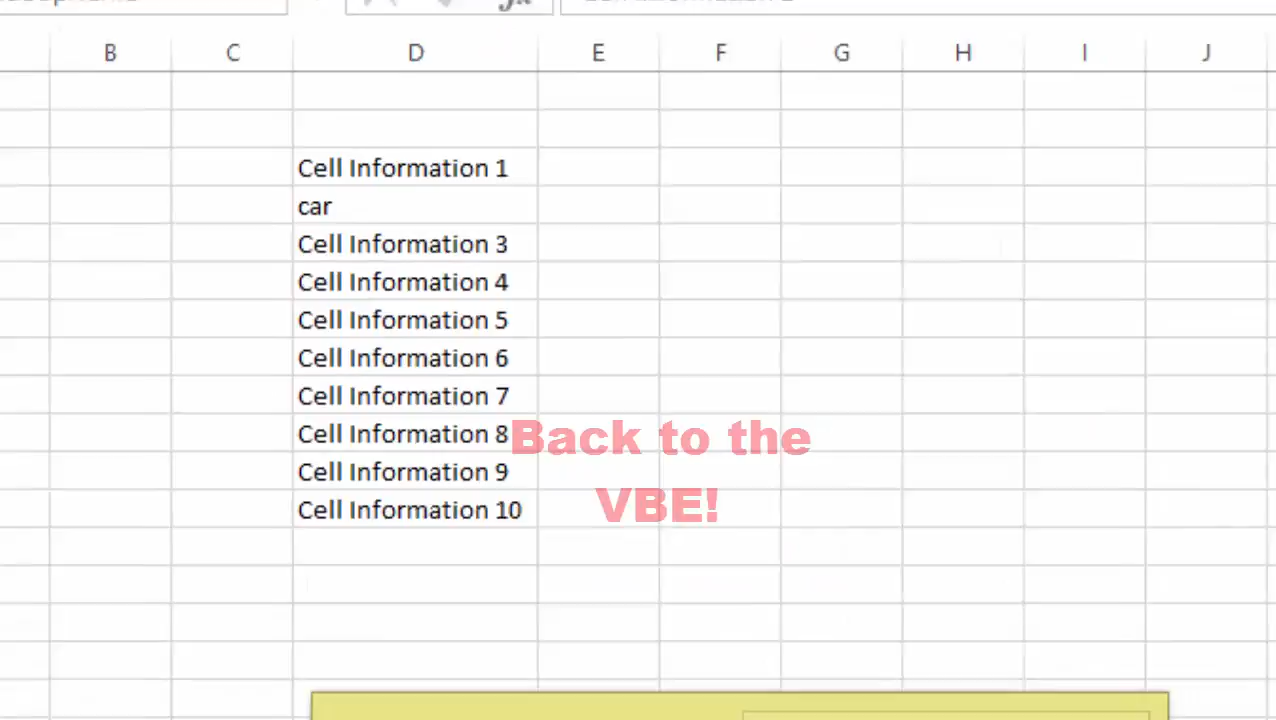 B C D E F G H I J
Cell Information 1
car
Cell Information 3
Cell Information 4
Cell Information 5
Cell Information 6
Cell Information 7
Cell Information 8
Cell Information 9
Cell Information 10
Back to the
VBE!